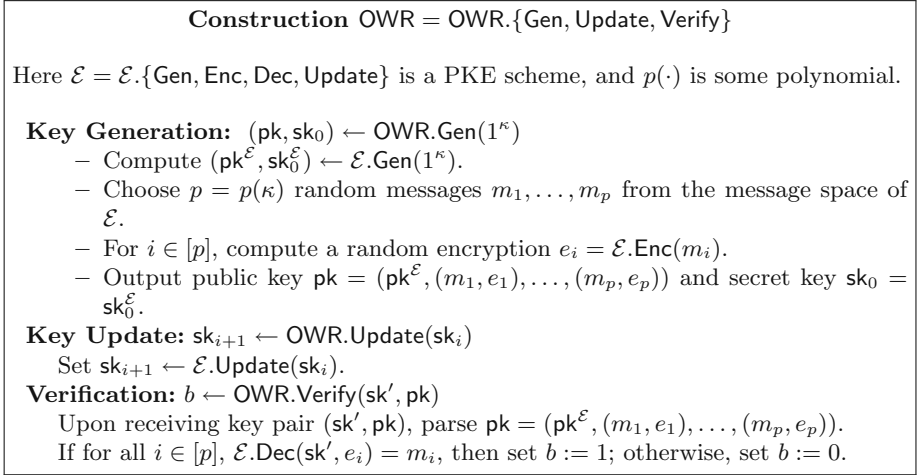 Construction OWR = OWR.{Gen, Update, Verify}
Here ℰ = ℰ.{Gen, Enc, Dec, Update} is a PKE scheme, and p(·) is some polynomial.
Key Generation: (pk, sk₀) ← OWR.Gen(1^κ)
– Compute (pk^ℰ, sk₀^ℰ) ← ℰ.Gen(1^κ).
– Choose p = p(κ) random messages m₁, . . . , mₚ from the message space of
ℰ.
– For i ∈ [p], compute a random encryption eᵢ = ℰ.Enc(mᵢ).
– Output public key pk = (pk^ℰ, (m₁, e₁), . . . , (mₚ, eₚ)) and secret key sk₀ =
sk₀^ℰ.
Key Update: skᵢ₊₁ ← OWR.Update(skᵢ)
Set skᵢ₊₁ ← ℰ.Update(skᵢ).
Verification: b ← OWR.Verify(sk′, pk)
Upon receiving key pair (sk′, pk), parse pk = (pk^ℰ, (m₁, e₁), . . . , (mₚ, eₚ)).
If for all i ∈ [p], ℰ.Dec(sk′, eᵢ) = mᵢ, then set b := 1; otherwise, set b := 0.